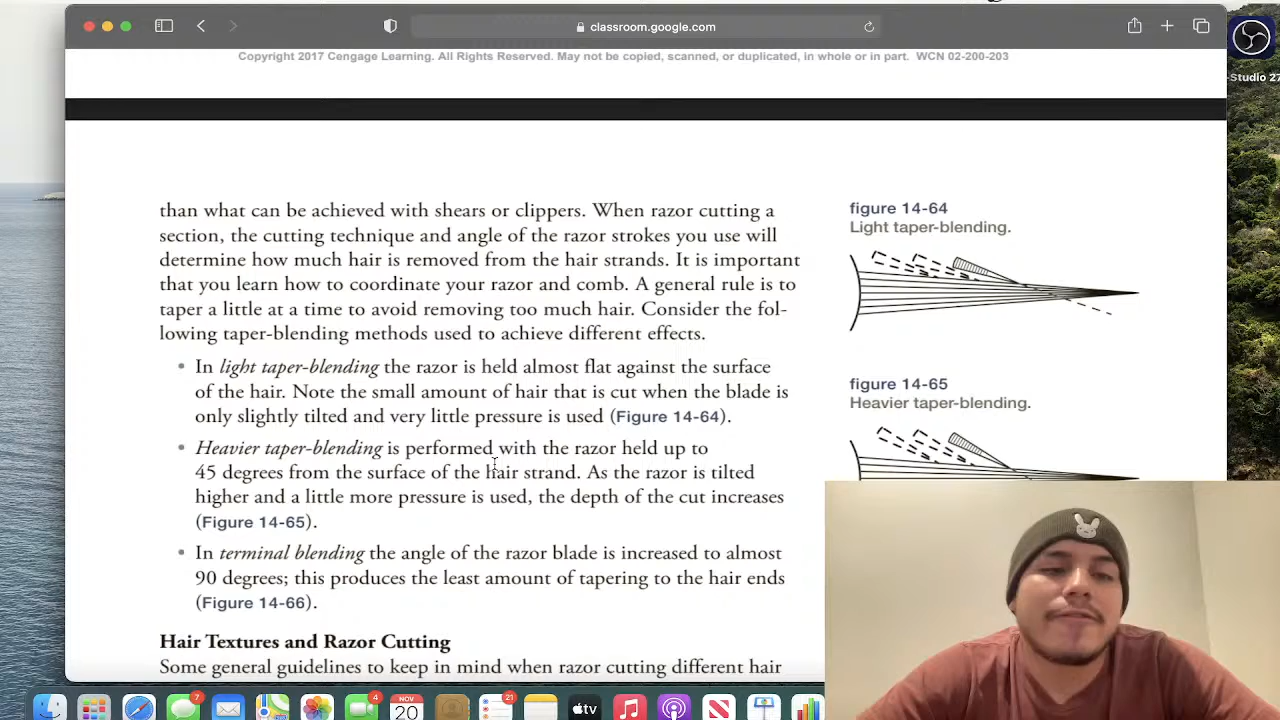 classroom.google.com
-Studio 27
Copyright 2017 Cengage Learning. All Rights Reserved. May not be copied, scanned, or duplicated, in whole or in part. WCN 02-200-203
than what can be achieved with shears or clippers. When razor cutting a
section, the cutting technique and angle of the razor strokes you use will
determine how much hair is removed from the hair strands. It is important
that you learn how to coordinate your razor and comb. A general rule is to
taper a little at a time to avoid removing too much hair. Consider the fol-
lowing taper-blending methods used to achieve different effects.
• In light taper-blending the razor is held almost flat against the surface
of the hair. Note the small amount of hair that is cut when the blade is
only slightly tilted and very little pressure is used (Figure 14-64).
• Heavier taper-blending is performed with the razor held up to
45 degrees from the surface of the hair strand. As the razor is tilted
higher and a little more pressure is used, the depth of the cut increases
(Figure 14-65).
• In terminal blending the angle of the razor blade is increased to almost
90 degrees; this produces the least amount of tapering to the hair ends
(Figure 14-66).
Hair Textures and Razor Cutting
Some general guidelines to keep in mind when razor cutting different hair
figure 14-64
Light taper-blending.
figure 14-65
Heavier taper-blending.
7
4
NOV
20
21
tv